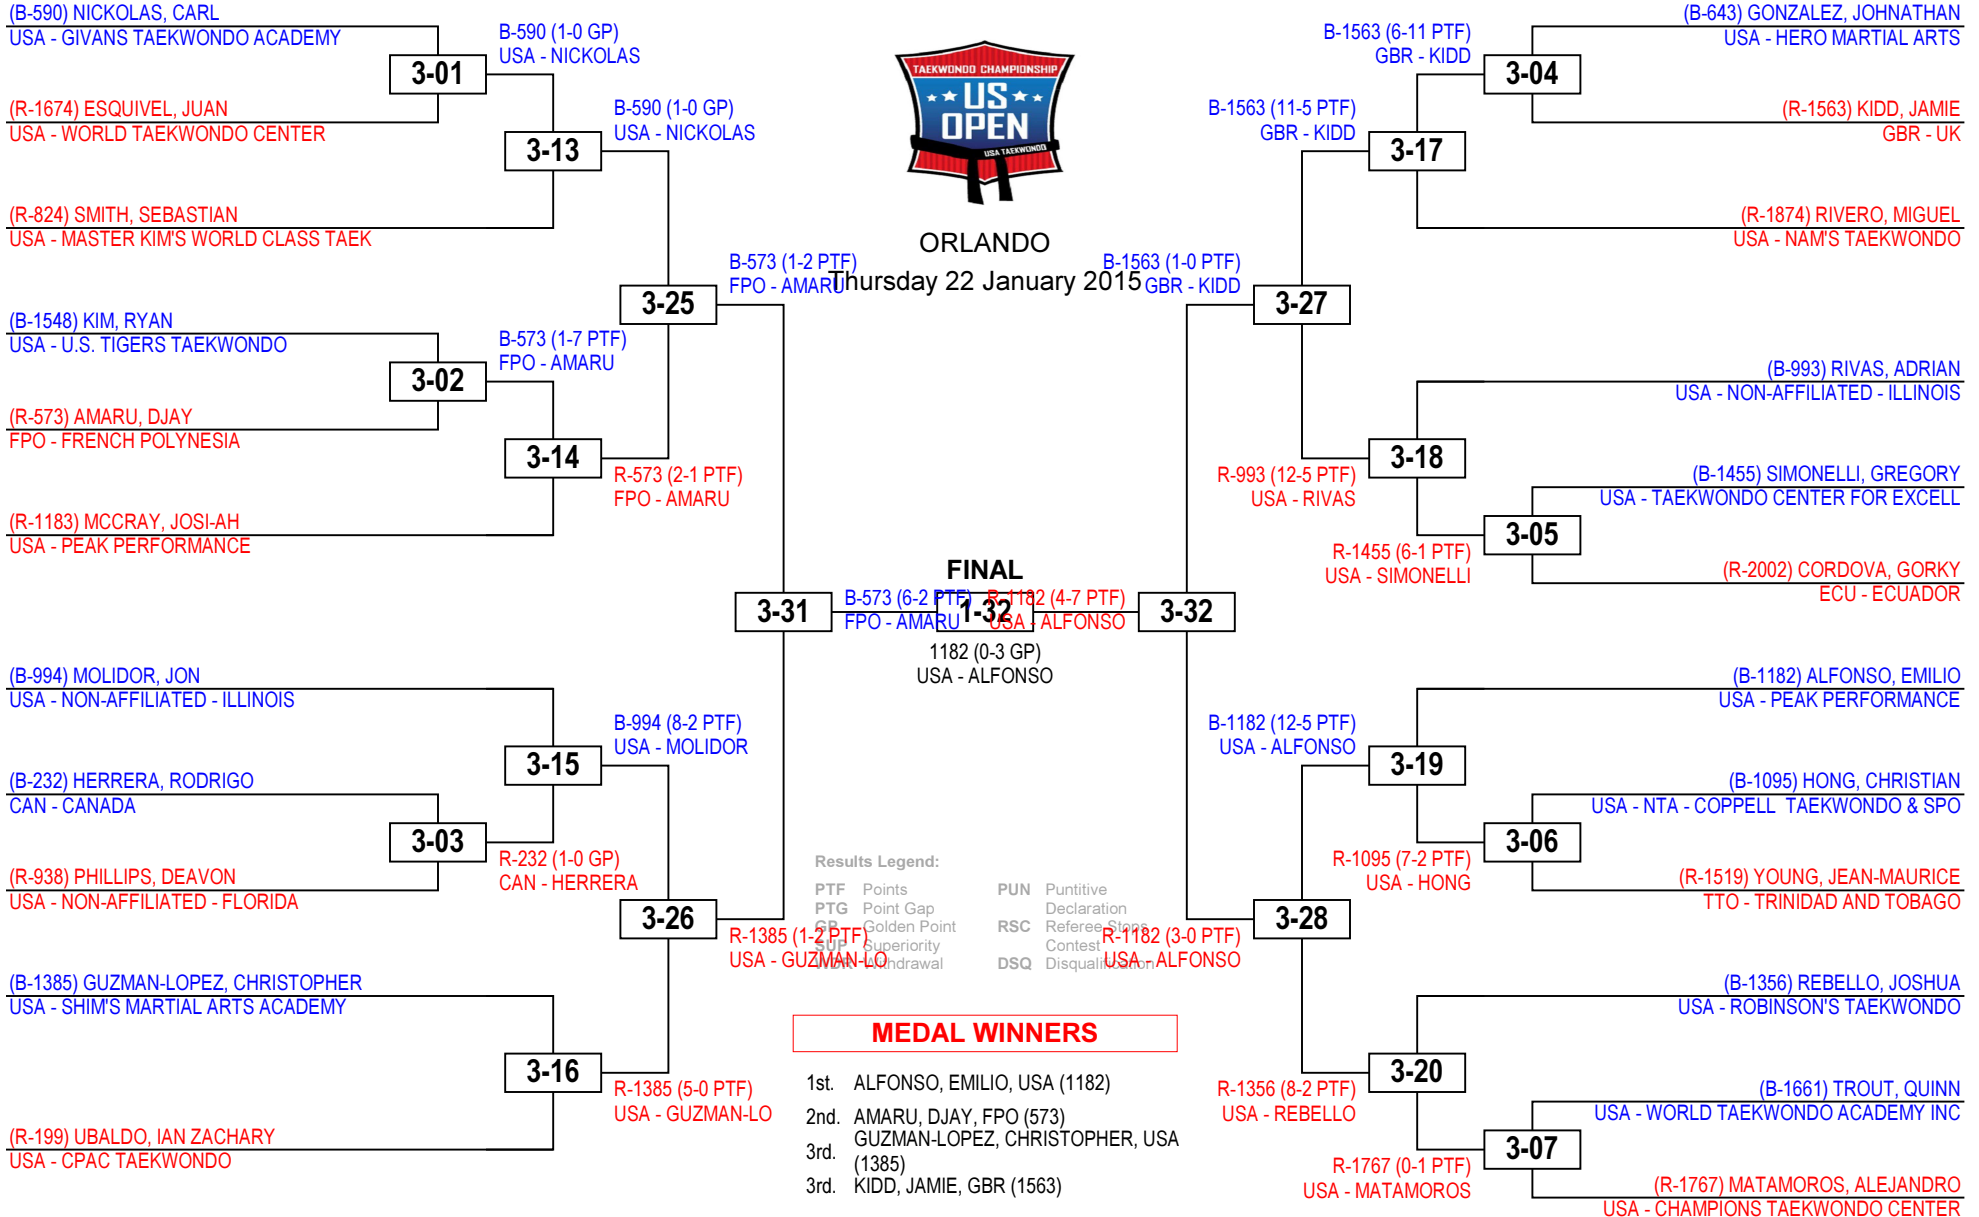 (B-590) NICKOLAS, CARL
USA - GIVANS TAEKWONDO ACADEMY
3-01
B-590 (1-0 GP)
USA - NICKOLAS
(R-1674) ESQUIVEL, JUAN
USA - WORLD TAEKWONDO CENTER
3-13
B-590 (1-0 GP)
USA - NICKOLAS
(R-824) SMITH, SEBASTIAN
USA - MASTER KIM'S WORLD CLASS TAEK
3-25
B-573 (1-2 PTF)
FPO - AMARU
(B-1548) KIM, RYAN
USA - U.S. TIGERS TAEKWONDO
3-02
B-573 (1-7 PTF)
FPO - AMARU
(R-573) AMARU, DJAY
FPO - FRENCH POLYNESIA
3-14
R-573 (2-1 PTF)
FPO - AMARU
(R-1183) MCCRAY, JOSI-AH
USA - PEAK PERFORMANCE
3-31
B-573 (6-2 PTF)
FPO - AMARU
(B-994) MOLIDOR, JON
USA - NON-AFFILIATED - ILLINOIS
3-15
B-994 (8-2 PTF)
USA - MOLIDOR
(B-232) HERRERA, RODRIGO
CAN - CANADA
3-03
R-232 (1-0 GP)
CAN - HERRERA
(R-938) PHILLIPS, DEAVON
USA - NON-AFFILIATED - FLORIDA
3-26
R-1385 (1-2 PTF)
USA - GUZMAN-LO
(B-1385) GUZMAN-LOPEZ, CHRISTOPHER
USA - SHIM'S MARTIAL ARTS ACADEMY
3-16
R-1385 (5-0 PTF)
USA - GUZMAN-LO
(R-199) UBALDO, IAN ZACHARY
USA - CPAC TAEKWONDO
TAEKWONDO CHAMPIONSHIP
US
OPEN
USA TAEKWONDO
ORLANDO
Thursday 22 January 2015
FINAL
1-32
1182 (0-3 GP)
USA - ALFONSO
Results Legend:
PTF Points
PTG Point Gap
GP Golden Point
SUP Superiority
WDR Withdrawal
PUN Puntitive
Declaration
RSC Referee Stops
Contest
DSQ Disqualification
MEDAL WINNERS
1st. ALFONSO, EMILIO, USA (1182)
2nd. AMARU, DJAY, FPO (573)
3rd. GUZMAN-LOPEZ, CHRISTOPHER, USA
(1385)
3rd. KIDD, JAMIE, GBR (1563)
(B-643) GONZALEZ, JOHNATHAN
USA - HERO MARTIAL ARTS
B-1563 (6-11 PTF)
GBR - KIDD
3-04
(R-1563) KIDD, JAMIE
GBR - UK
B-1563 (11-5 PTF)
GBR - KIDD
3-17
(R-1874) RIVERO, MIGUEL
USA - NAM'S TAEKWONDO
B-1563 (1-0 PTF)
GBR - KIDD
3-27
(B-993) RIVAS, ADRIAN
USA - NON-AFFILIATED - ILLINOIS
3-18
R-993 (12-5 PTF)
USA - RIVAS
(B-1455) SIMONELLI, GREGORY
USA - TAEKWONDO CENTER FOR EXCELL
3-05
R-1455 (6-1 PTF)
USA - SIMONELLI
(R-2002) CORDOVA, GORKY
ECU - ECUADOR
R-1182 (4-7 PTF)
USA - ALFONSO
3-32
(B-1182) ALFONSO, EMILIO
USA - PEAK PERFORMANCE
B-1182 (12-5 PTF)
USA - ALFONSO
3-19
(B-1095) HONG, CHRISTIAN
USA - NTA - COPPELL TAEKWONDO & SPO
3-06
R-1095 (7-2 PTF)
USA - HONG
(R-1519) YOUNG, JEAN-MAURICE
TTO - TRINIDAD AND TOBAGO
3-28
R-1182 (3-0 PTF)
USA - ALFONSO
(B-1356) REBELLO, JOSHUA
USA - ROBINSON'S TAEKWONDO
3-20
R-1356 (8-2 PTF)
USA - REBELLO
(B-1661) TROUT, QUINN
USA - WORLD TAEKWONDO ACADEMY INC
3-07
R-1767 (0-1 PTF)
USA - MATAMOROS
(R-1767) MATAMOROS, ALEJANDRO
USA - CHAMPIONS TAEKWONDO CENTER